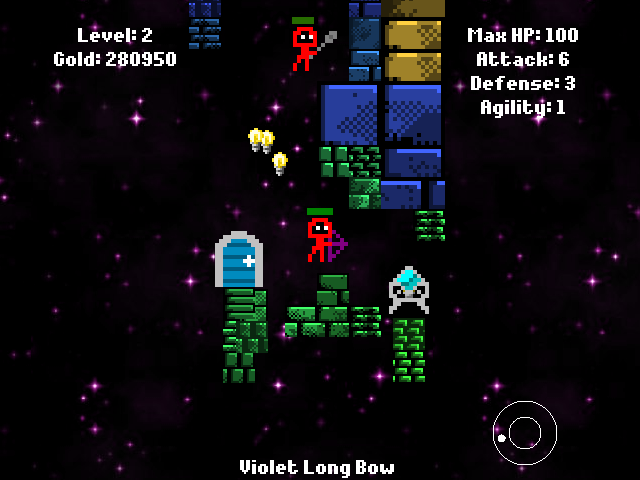 Level: 2
Gold: 280950
Max HP: 100
Attack: 6
Defense: 3
Agility: 1
Violet Long Bow